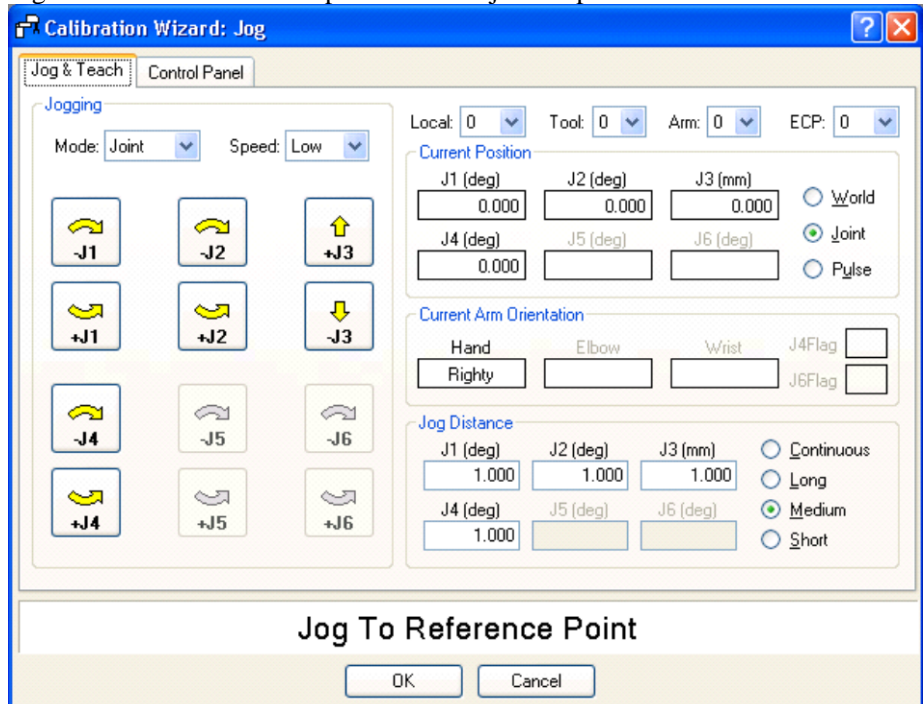 Calibration Wizard: Jog
Jog & Teach Control Panel
Jogging
Mode: Joint Speed: Low
-J1 -J2 +J3
+J1 +J2 -J3
-J4 -J5 -J6
+J4 +J5 +J6
Local: 0 Tool: 0 Arm: 0 ECP: 0
Current Position
J1 (deg) J2 (deg) J3 (mm)
0.000 0.000 0.000
J4 (deg) J5 (deg) J6 (deg)
0.000
World
Joint
Pulse
Current Arm Orientation
Hand Elbow Wrist J4Flag
Righty J6Flag
Jog Distance
J1 (deg) J2 (deg) J3 (mm)
1.000 1.000 1.000
J4 (deg) J5 (deg) J6 (deg)
1.000
Continuous
Long
Medium
Short
Jog To Reference Point
OK Cancel